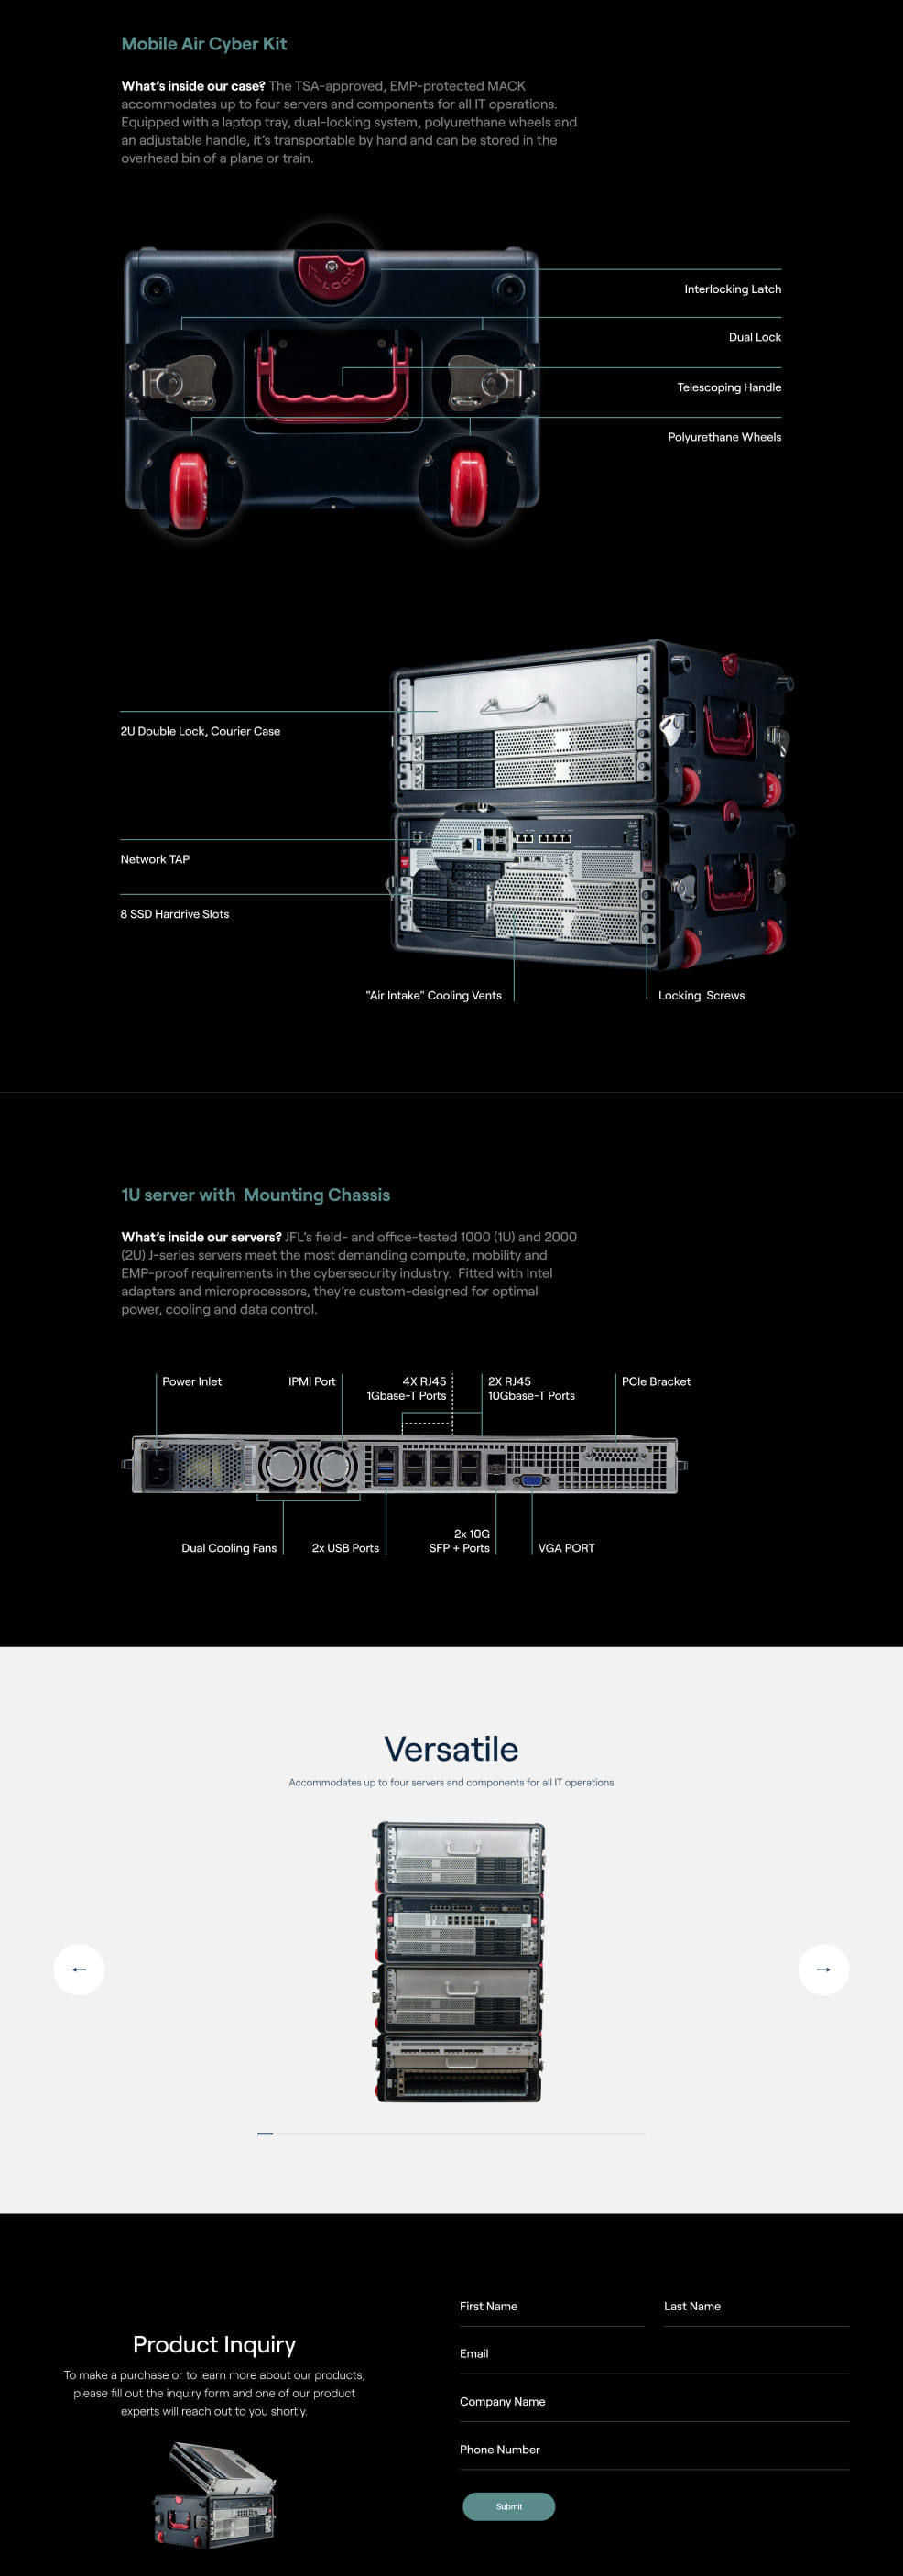 Mobile Air Cyber Kit
What's inside our case? The TSA-approved, EMP-protected MACK
accommodates up to four servers and components for all IT operations.
Equipped with a laptop tray, dual-locking system, polyurethane wheels and
an adjustable handle, it's transportable by hand and can be stored in the
overhead bin of a plane or train.
LOCK
Interlocking Latch
Dual Lock
Telescoping Handle
Polyurethane Wheels
2U Double Lock, Courier Case
Network TAP
8 SSD Hardrive Slots
"Air Intake" Cooling Vents
Locking Screws
1U server with Mounting Chassis
What's inside our servers? JFL's field- and office-tested 1000 (1U) and 2000
(2U) J-series servers meet the most demanding compute, mobility and
EMP-proof requirements in the cybersecurity industry. Fitted with Intel
adapters and microprocessors, they're custom-designed for optimal
power, cooling and data control.
Power Inlet
IPMI Port
4X RJ45
1Gbase-T Ports
2X RJ45
10Gbase-T Ports
PCIe Bracket
Dual Cooling Fans
2x USB Ports
2x 10G
SFP + Ports
VGA PORT
Versatile
Accommodates up to four servers and components for all IT operations
Product Inquiry
To make a purchase or to learn more about our products,
please fill out the inquiry form and one of our product
experts will reach out to you shortly.
First Name
Last Name
Email
Company Name
Phone Number
Submit